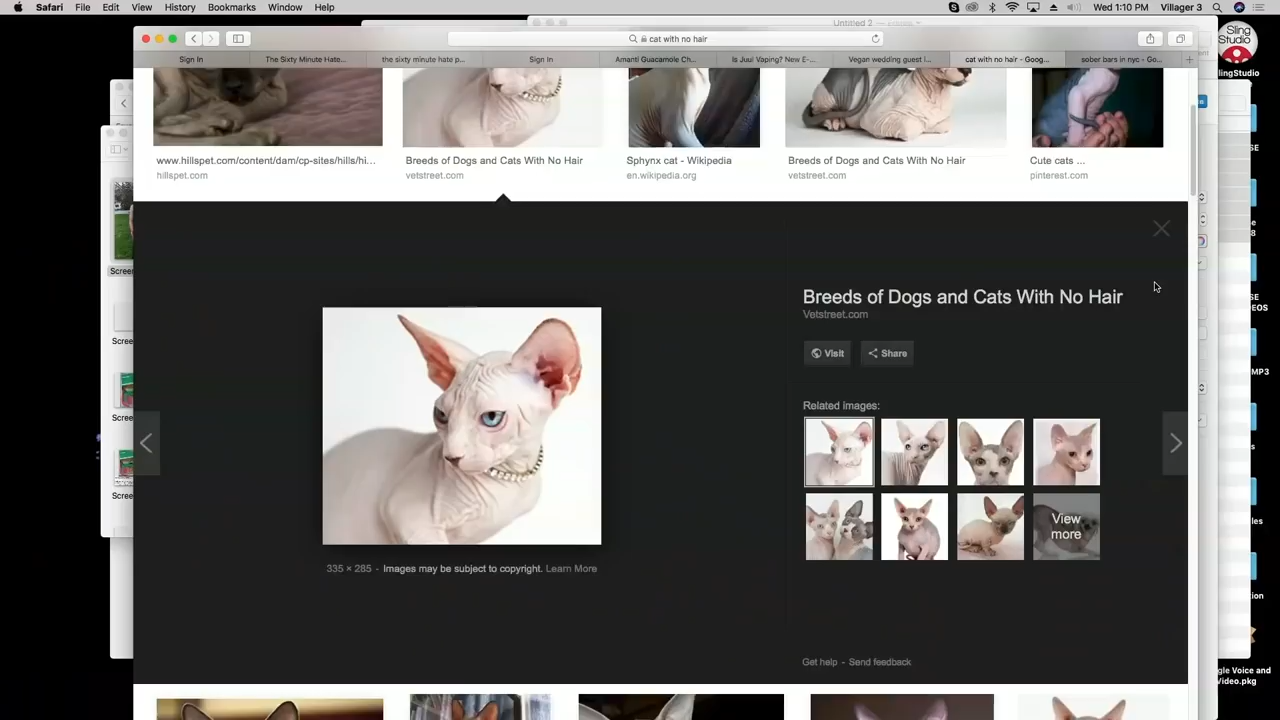 Safari File Edit View History Bookmarks Window Help
Wed 1:10 PM Villager 3
Untitled 2
cat with no hair
Sign In
The Sixty Minute Hate...
the sixty minute hate p...
Sign In
Amanti Guacamole Ch...
Is Juul Vaping? New E-...
Vegan wedding guest l...
cat with no hair - Goog...
sober bars in nyc - Go...
Sling
Studio
SlingStudio
www.hillspet.com/content/dam/cp-sites/hills/hi...
hillspet.com
Breeds of Dogs and Cats With No Hair
vetstreet.com
Sphynx cat - Wikipedia
en.wikipedia.org
Breeds of Dogs and Cats With No Hair
vetstreet.com
Cute cats ...
pinterest.com
Breeds of Dogs and Cats With No Hair
Vetstreet.com
Visit
Share
Related images:
View
more
335 × 285 - Images may be subject to copyright. Learn More
Get help - Send feedback
Screen
Scree
Scree
Scree
MP3
gle Voice and
Video.pkg